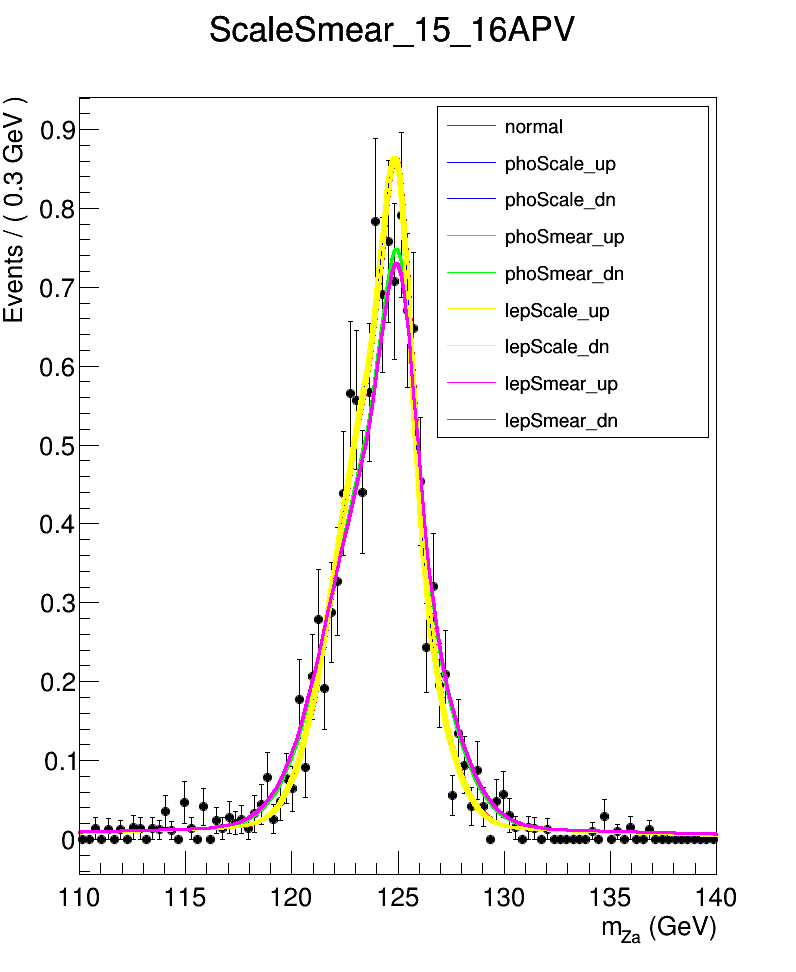 ScaleSmear_15_16APV
Events / ( 0.3 GeV )
0.9
0.8
0.7
0.6
0.5
0.4
0.3
0.2
0.1
0
normal
phoScale_up
phoScale_dn
phoSmear_up
phoSmear_dn
lepScale_up
lepScale_dn
lepSmear_up
lepSmear_dn
110 115 120 125 130 135 140
m_Za (GeV)